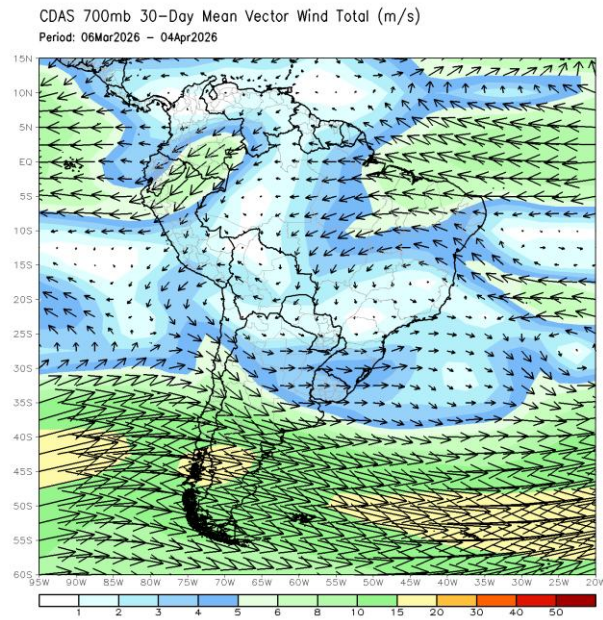 CDAS 700mb 30-Day Mean Vector Wind Total (m/s)
Period: 06Mar2026 – 04Apr2026
15N
10N
5N
EQ
5S
10S
15S
20S
25S
30S
35S
40S
45S
50S
55S
60S
95W 90W 85W 80W 75W 70W 65W 60W 55W 50W 45W 40W 35W 30W 25W 20W
1 2 3 4 5 6 8 10 15 20 30 40 50